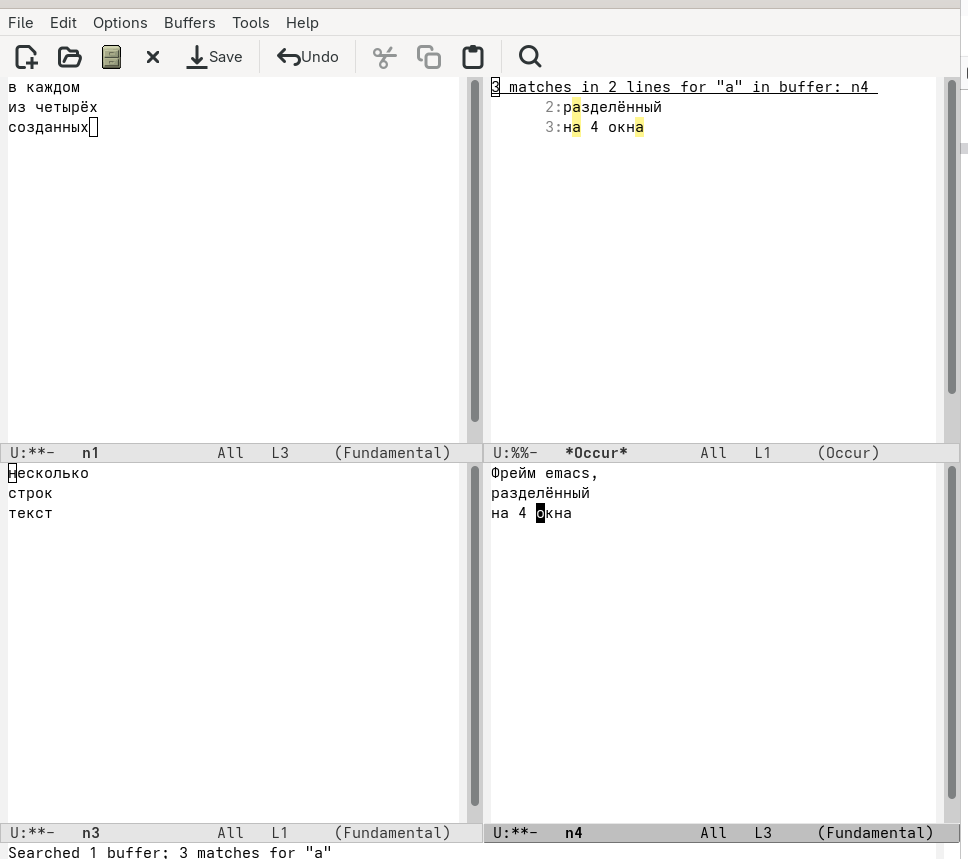 File Edit Options Buffers Tools Help
Save Undo
в каждом
из четырёх
созданных
U:**- n1 All L3 (Fundamental)
3 matches in 2 lines for "а" in buffer: n4
2:разделённый
3:на 4 окна
U:%%- *Occur* All L1 (Occur)
несколько
строк
текст
U:**- n3 All L1 (Fundamental)
Фрейм emacs,
разделённый
на 4 окна
U:**- n4 All L3 (Fundamental)
Searched 1 buffer; 3 matches for "а"